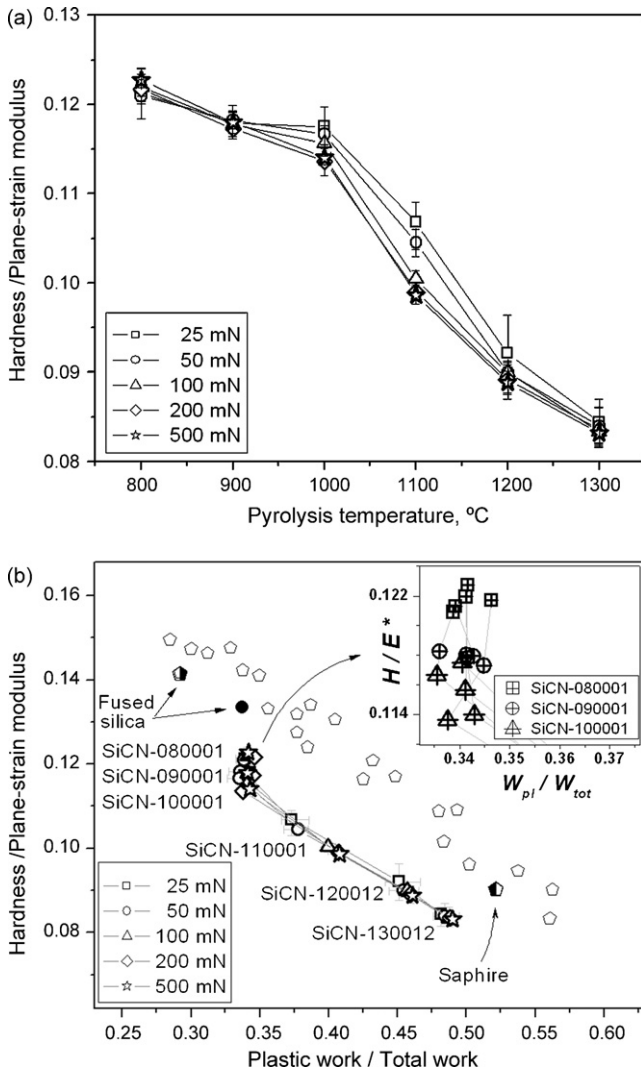 (a)
0.13
0.12
0.11
0.10
0.09
0.08
Hardness /Plane-strain modulus
25 mN
50 mN
100 mN
200 mN
500 mN
800 900 1000 1100 1200 1300
Pyrolysis temperature, ºC
(b)
0.16
0.14
0.12
0.10
0.08
Hardness /Plane-strain modulus
Fused
silica
SiCN-080001
SiCN-090001
SiCN-100001
SiCN-110001
SiCN-120012
SiCN-130012
Saphire
25 mN
50 mN
100 mN
200 mN
500 mN
0.122
0.114
H / E*
SiCN-080001
SiCN-090001
SiCN-100001
0.34 0.35 0.36 0.37
Wpl / Wtot
0.25 0.30 0.35 0.40 0.45 0.50 0.55 0.60
Plastic work / Total work